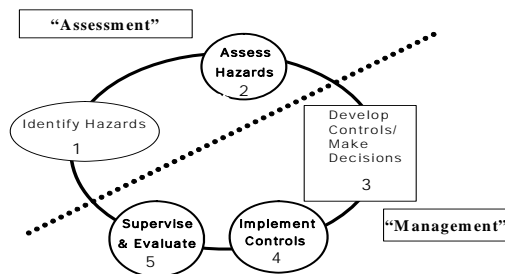 “Assessment”
Assess
Hazards
2
Identify Hazards
1
Develop
Controls/
Make
Decisions
3
“Management”
Implement
Controls
4
Supervise
& Evaluate
5